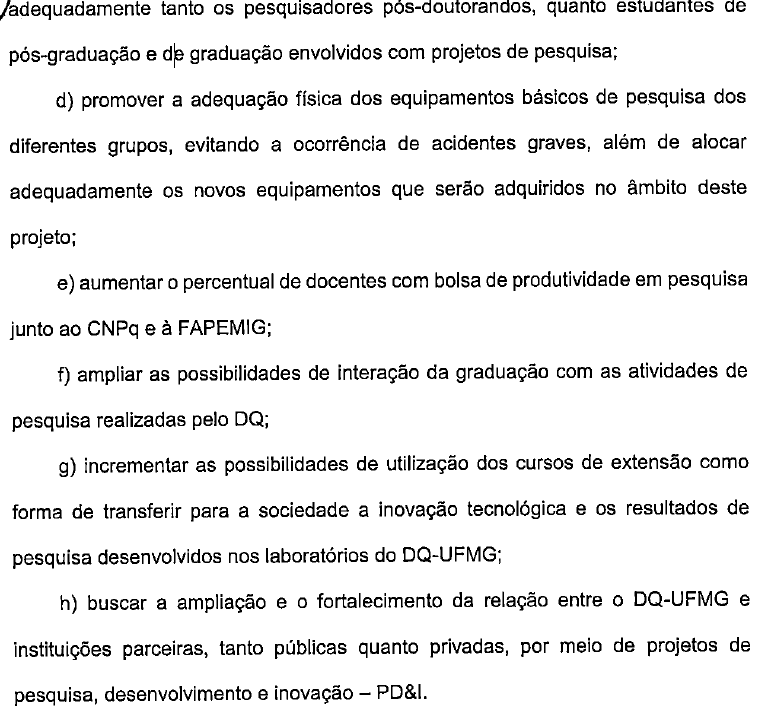 adequadamente tanto os pesquisadores pós-doutorandos, quanto estudantes de
pós-graduação e de graduação envolvidos com projetos de pesquisa;
d) promover a adequação física dos equipamentos básicos de pesquisa dos
diferentes grupos, evitando a ocorrência de acidentes graves, além de alocar
adequadamente os novos equipamentos que serão adquiridos no âmbito deste
projeto;
e) aumentar o percentual de docentes com bolsa de produtividade em pesquisa
junto ao CNPq e à FAPEMIG;
f) ampliar as possibilidades de interação da graduação com as atividades de
pesquisa realizadas pelo DQ;
g) incrementar as possibilidades de utilização dos cursos de extensão como
forma de transferir para a sociedade a inovação tecnológica e os resultados de
pesquisa desenvolvidos nos laboratórios do DQ-UFMG;
h) buscar a ampliação e o fortalecimento da relação entre o DQ-UFMG e
instituições parceiras, tanto públicas quanto privadas, por meio de projetos de
pesquisa, desenvolvimento e inovação – PD&I.